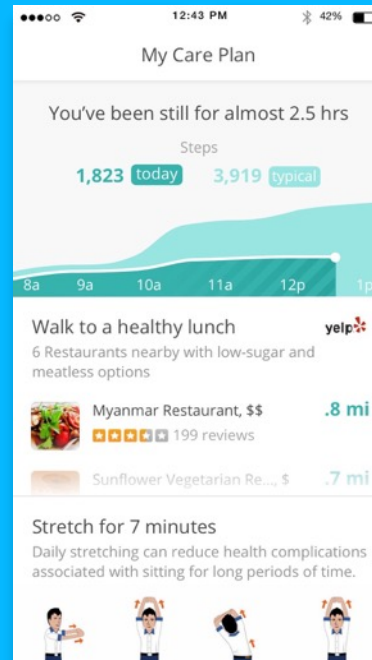 12:43 PM
42%
My Care Plan
You’ve been still for almost 2.5 hrs
Steps
1,823 today 3,919 typical
8a 9a 10a 11a 12p 1p
Walk to a healthy lunch
yelp
6 Restaurants nearby with low-sugar and
meatless options
Myanmar Restaurant, $$ .8 mi
199 reviews
Sunflower Vegetarian Re..., $ .7 mi
Stretch for 7 minutes
Daily stretching can reduce health complications
associated with sitting for long periods of time.